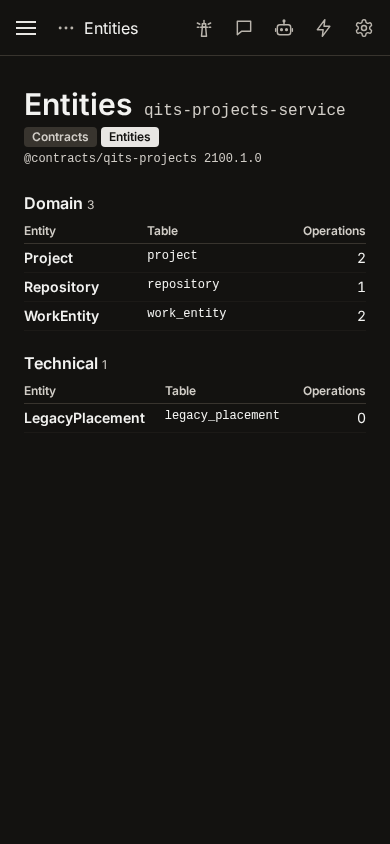 Entities
Entities qits-projects-service
Contracts Entities
@contracts/qits-projects 2100.1.0
Domain 3
Entity Table Operations
Project project 2
Repository repository 1
WorkEntity work_entity 2
Technical 1
Entity Table Operations
LegacyPlacement legacy_placement 0